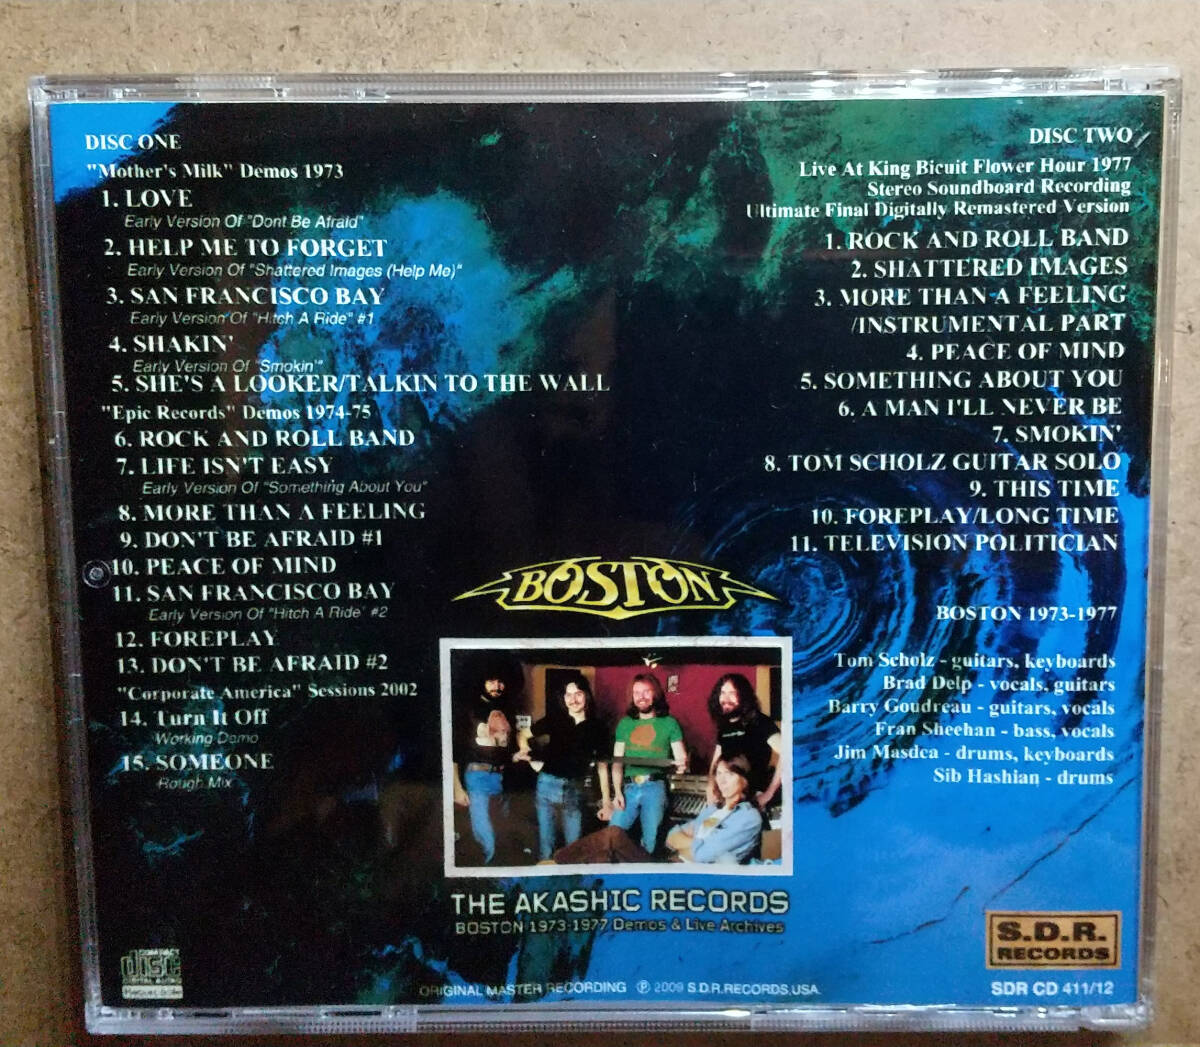 DISC ONE
"Mother's Milk" Demos 1973
1. LOVE
Early Version Of "Dont Be Afraid"
2. HELP ME TO FORGET
Early Version Of "Shattered Images (Help Me)"
3. SAN FRANCISCO BAY
Early Version Of "Hitch A Ride" #1
4. SHAKIN'
Early Version Of "Smokin'"
5. SHE'S A LOOKER/TALKIN TO THE WALL
"Epic Records" Demos 1974-75
6. ROCK AND ROLL BAND
7. LIFE ISN'T EASY
Early Version Of "Something About You"
8. MORE THAN A FEELING
9. DON'T BE AFRAID #1
10. PEACE OF MIND
11. SAN FRANCISCO BAY
Early Version Of "Hitch A Ride" #2
12. FOREPLAY
13. DON'T BE AFRAID #2
"Corporate America" Sessions 2002
14. Turn It Off
Working Demo
15. SOMEONE
Rough Mix
DISC TWO
Live At King Bicuit Flower Hour 1977
Stereo Soundboard Recording
Ultimate Final Digitally Remastered Version
1. ROCK AND ROLL BAND
2. SHATTERED IMAGES
3. MORE THAN A FEELING
/INSTRUMENTAL PART
4. PEACE OF MIND
5. SOMETHING ABOUT YOU
6. A MAN I'LL NEVER BE
7. SMOKIN'
8. TOM SCHOLZ GUITAR SOLO
9. THIS TIME
10. FOREPLAY/LONG TIME
11. TELEVISION POLITICIAN
BOSTON 1973-1977
Tom Scholz - guitars, keyboards
Brad Delp - vocals, guitars
Barry Goudreau - guitars, vocals
Fran Sheehan - bass, vocals
Jim Masdea - drums, keyboards
Sib Hashian - drums
BOSTON
THE AKASHIC RECORDS
BOSTON 1973-1977 Demos & Live Archives
COMPACT
disc
DIGITAL AUDIO
ORIGINAL MASTER RECORDING ℗ 2009 S.D.R.RECORDS,USA.
S.D.R.
RECORDS
SDR CD 411/12